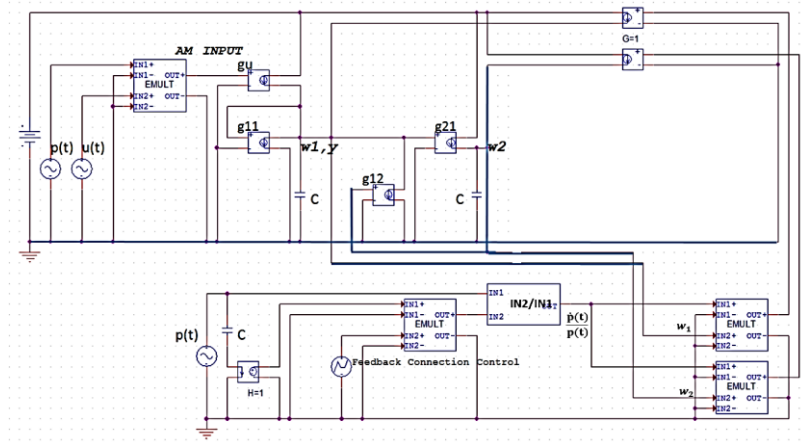 AM INPUT
G=1
IN1+
IN1-
OUT+
EMULT
IN2+
OUT-
IN2-
gu
p(t)
u(t)
g11
w1,y
g21
w2
g12
C
C
p(t)
C
H=1
IN1+
IN1-
OUT+
EMULT
IN2+
OUT-
IN2-
Feedback Connection Control
IN1
IN2/IN1
IN2
ṗ(t)
p(t)
w₁
IN1+
IN1-
OUT+
EMULT
IN2+
OUT-
IN2-
w₂
IN1+
IN1-
OUT+
EMULT
IN2+
OUT-
IN2-